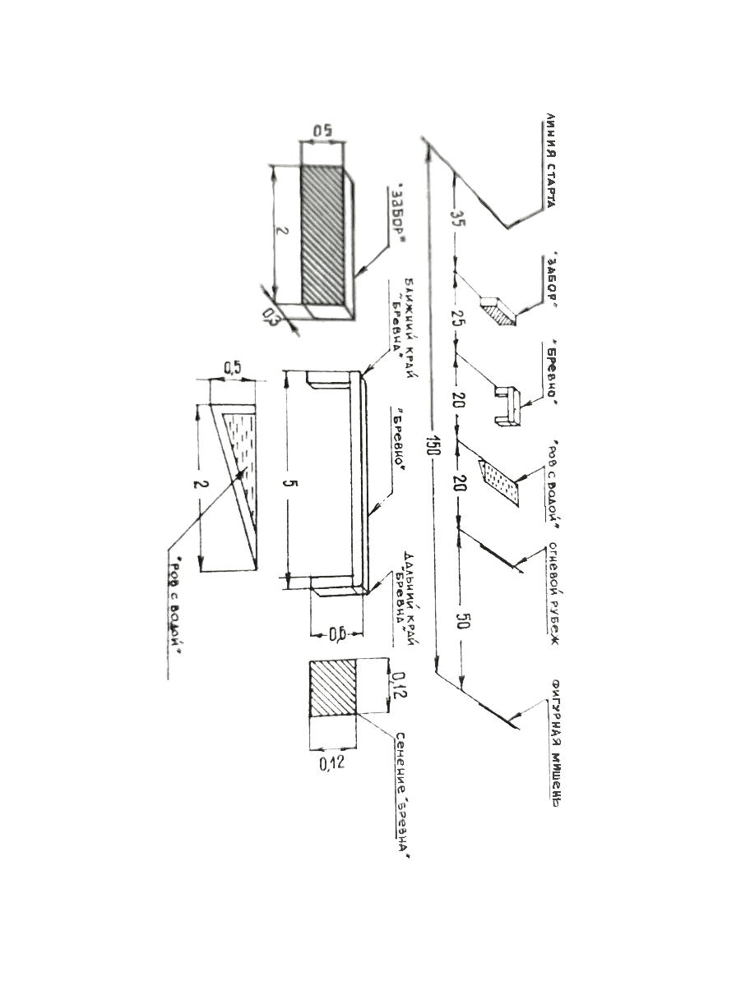 ЛИНИЯ СТАРТА
"ЗАБОР"
"БРЕВНО"
"РОВ С ВОДОЙ"
ОГНЕВОЙ РУБЕЖ
ФИГУРНАЯ МИШЕНЬ
35
25
20
20
50
150
"ЗАБОР"
05
2
0,3
БЛИЖНИЙ КРАЙ
"БРЕВНА"
"БРЕВНО"
ДАЛЬНИЙ КРАЙ
"БРЕВНА"
5
0,6
0,12
0,12
СЕЧЕНИЕ "БРЕВНА"
0,5
2
"РОВ С ВОДОЙ"